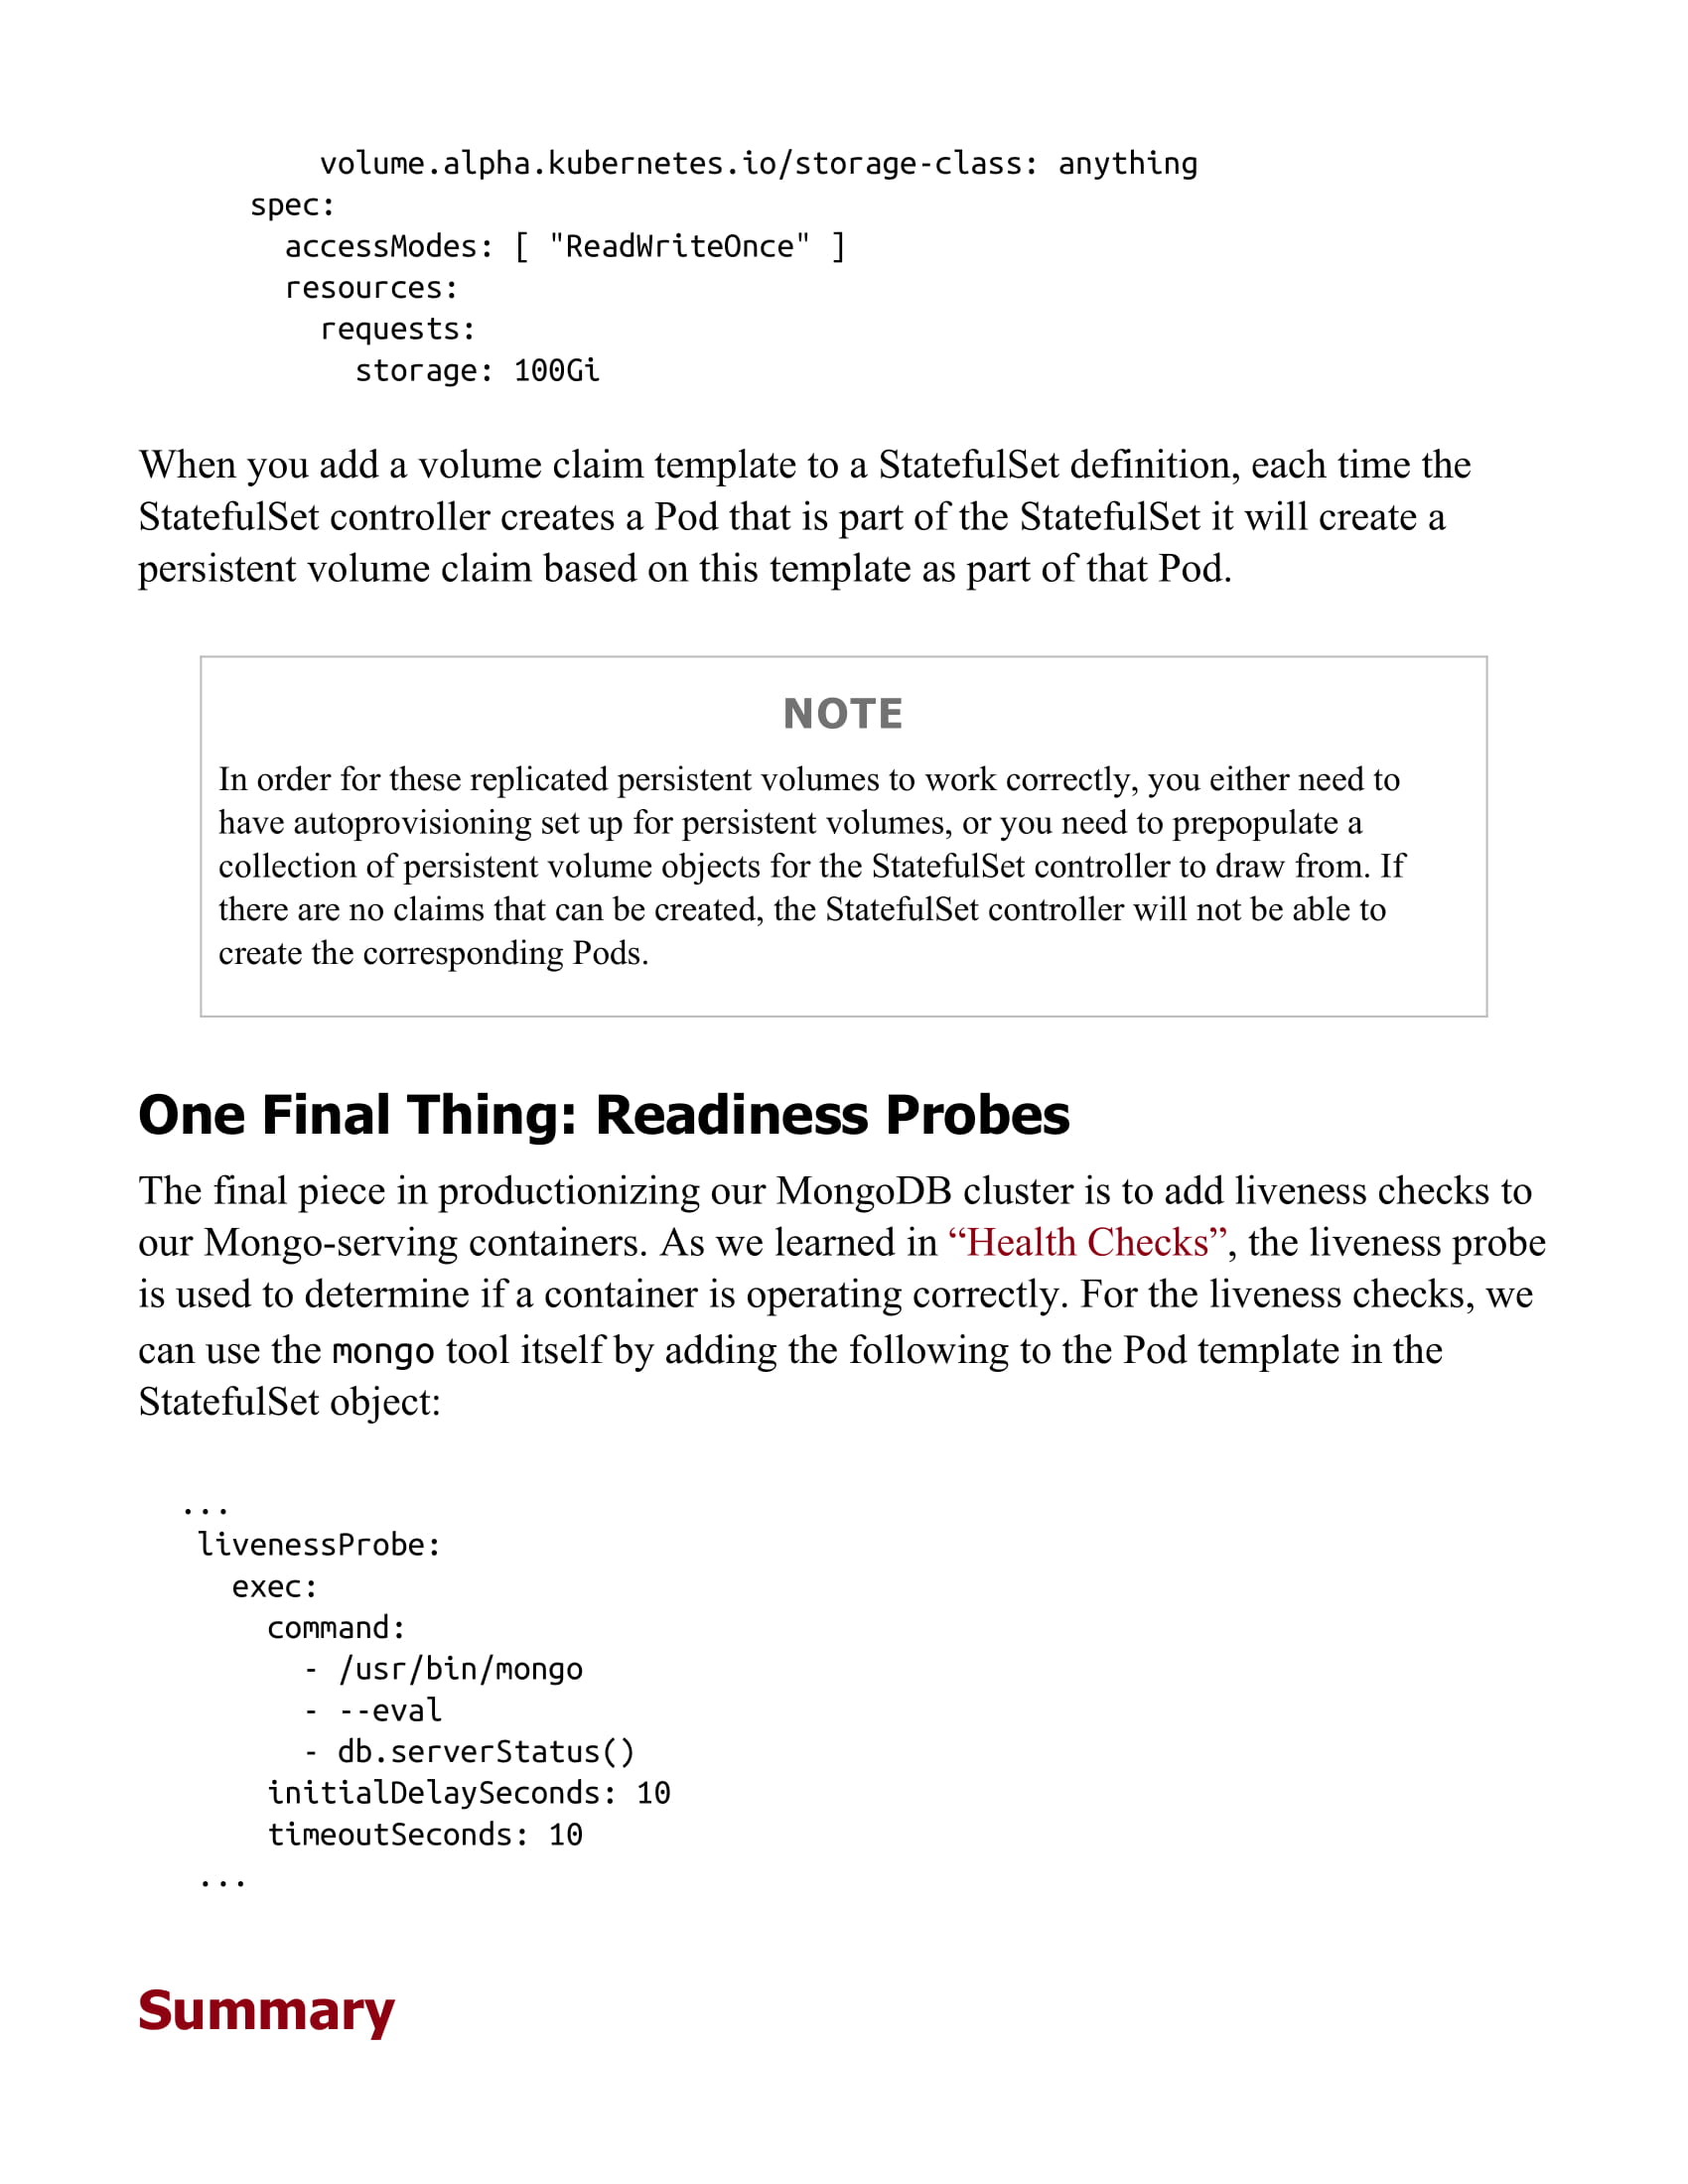 volume.alpha.kubernetes.io/storage-class: anything
spec:
accessModes: [ "ReadWriteOnce" ]
resources:
requests:
storage: 100Gi
When you add a volume claim template to a StatefulSet definition, each time the
StatefulSet controller creates a Pod that is part of the StatefulSet it will create a
persistent volume claim based on this template as part of that Pod.
NOTE
In order for these replicated persistent volumes to work correctly, you either need to
have autoprovisioning set up for persistent volumes, or you need to prepopulate a
collection of persistent volume objects for the StatefulSet controller to draw from. If
there are no claims that can be created, the StatefulSet controller will not be able to
create the corresponding Pods.
One Final Thing: Readiness Probes
The final piece in productionizing our MongoDB cluster is to add liveness checks to
our Mongo-serving containers. As we learned in “Health Checks”, the liveness probe
is used to determine if a container is operating correctly. For the liveness checks, we
can use the mongo tool itself by adding the following to the Pod template in the
StatefulSet object:
...
livenessProbe:
exec:
command:
- /usr/bin/mongo
- --eval
- db.serverStatus()
initialDelaySeconds: 10
timeoutSeconds: 10
...
Summary